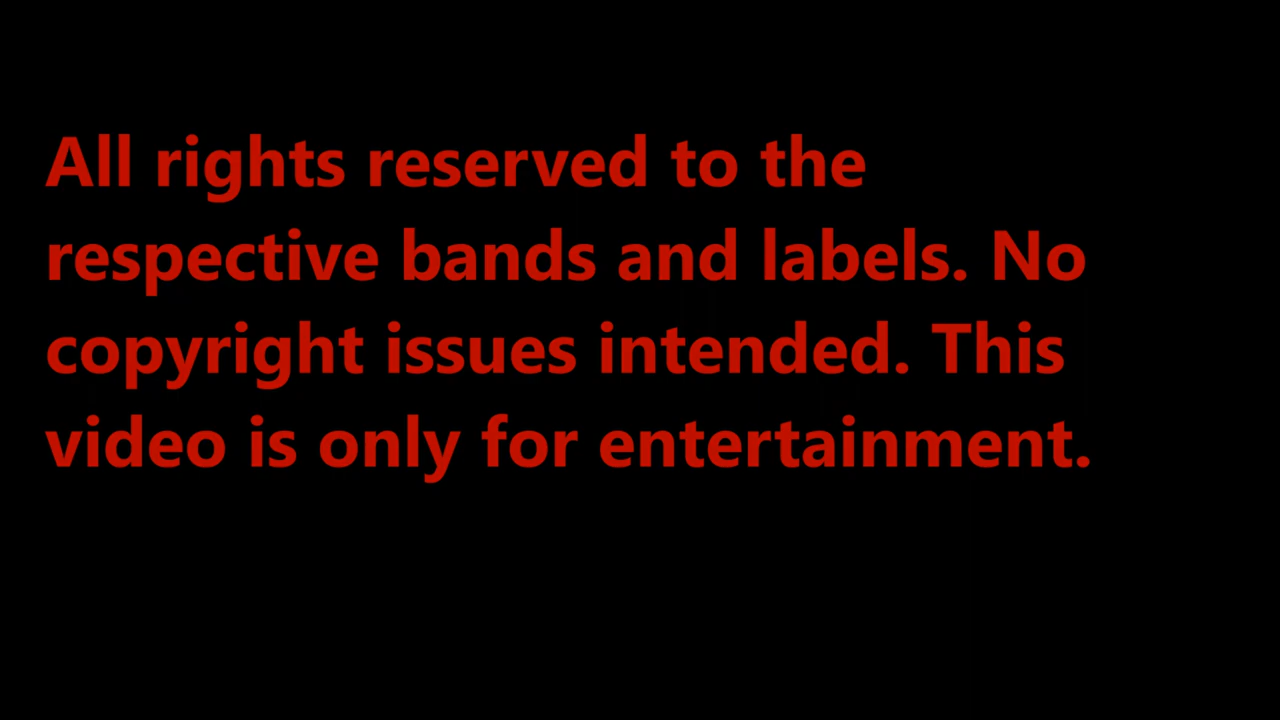 All rights reserved to the
respective bands and labels. No
copyright issues intended. This
video is only for entertainment.